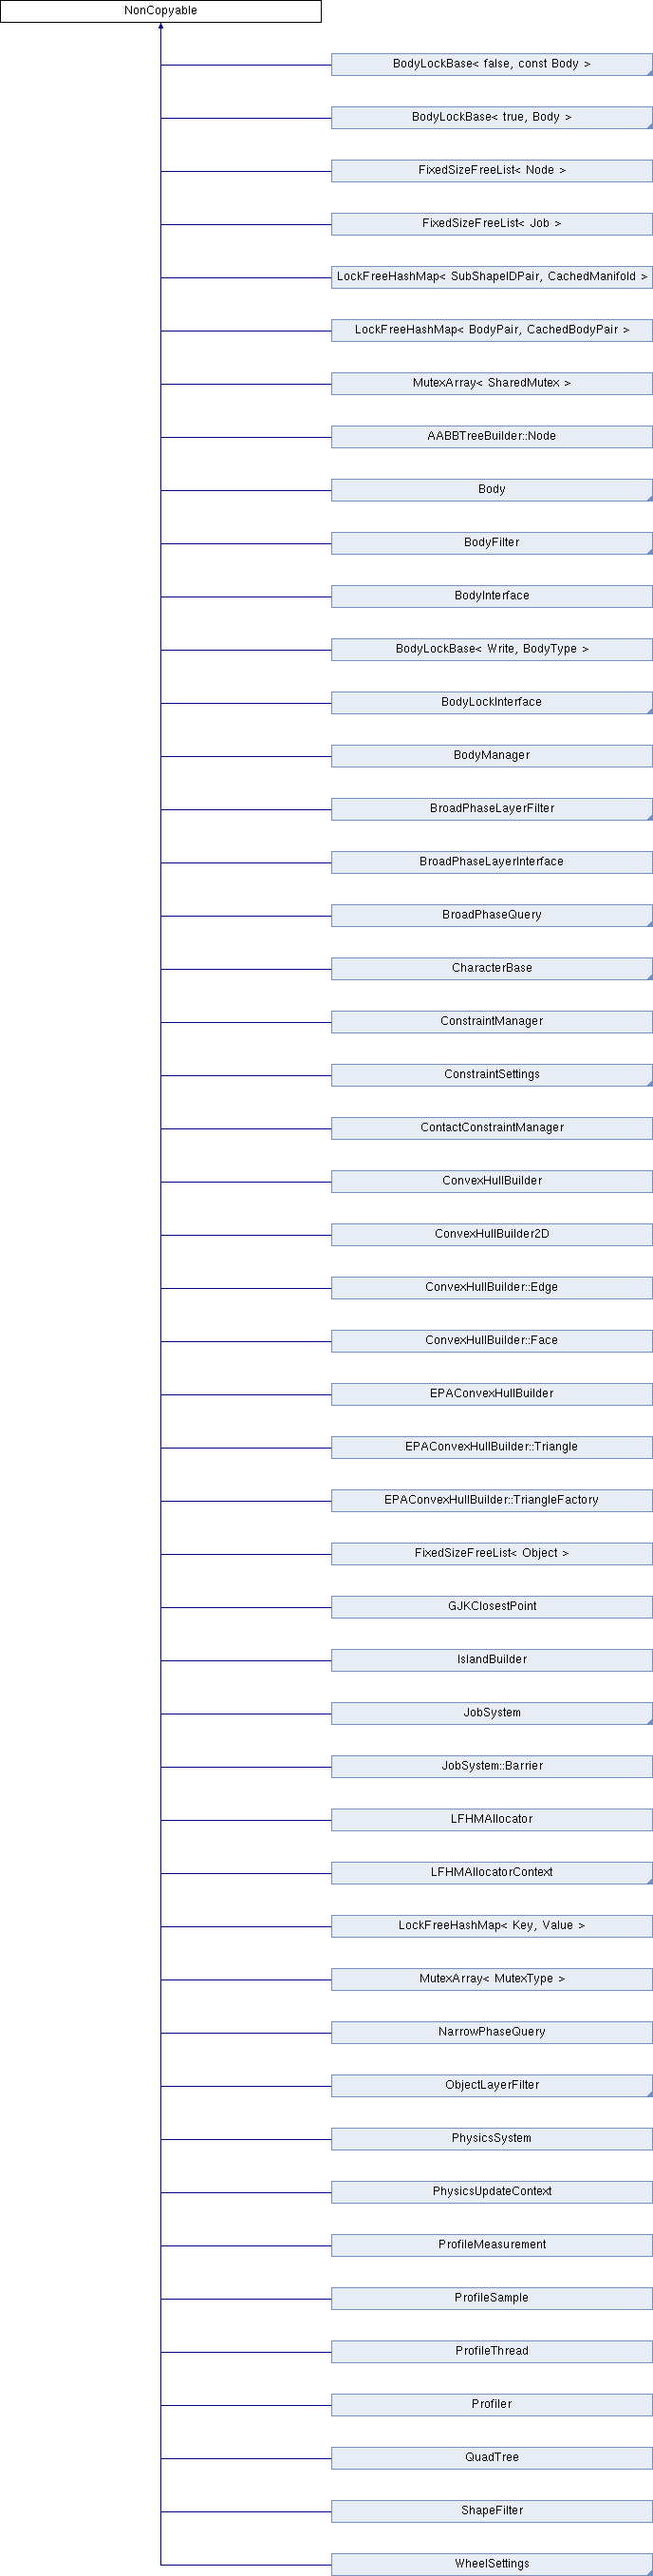 NonCopyable
BodyLockBase< false, const Body >
BodyLockBase< true, Body >
FixedSizeFreeList< Node >
FixedSizeFreeList< Job >
LockFreeHashMap< SubShapeIDPair, CachedManifold >
LockFreeHashMap< BodyPair, CachedBodyPair >
MutexArray< SharedMutex >
AABBTreeBuilder::Node
Body
BodyFilter
BodyInterface
BodyLockBase< Write, BodyType >
BodyLockInterface
BodyManager
BroadPhaseLayerFilter
BroadPhaseLayerInterface
BroadPhaseQuery
CharacterBase
ConstraintManager
ConstraintSettings
ContactConstraintManager
ConvexHullBuilder
ConvexHullBuilder2D
ConvexHullBuilder::Edge
ConvexHullBuilder::Face
EPAConvexHullBuilder
EPAConvexHullBuilder::Triangle
EPAConvexHullBuilder::TriangleFactory
FixedSizeFreeList< Object >
GJKClosestPoint
IslandBuilder
JobSystem
JobSystem::Barrier
LFHMAllocator
LFHMAllocatorContext
LockFreeHashMap< Key, Value >
MutexArray< MutexType >
NarrowPhaseQuery
ObjectLayerFilter
PhysicsSystem
PhysicsUpdateContext
ProfileMeasurement
ProfileSample
ProfileThread
Profiler
QuadTree
ShapeFilter
WheelSettings